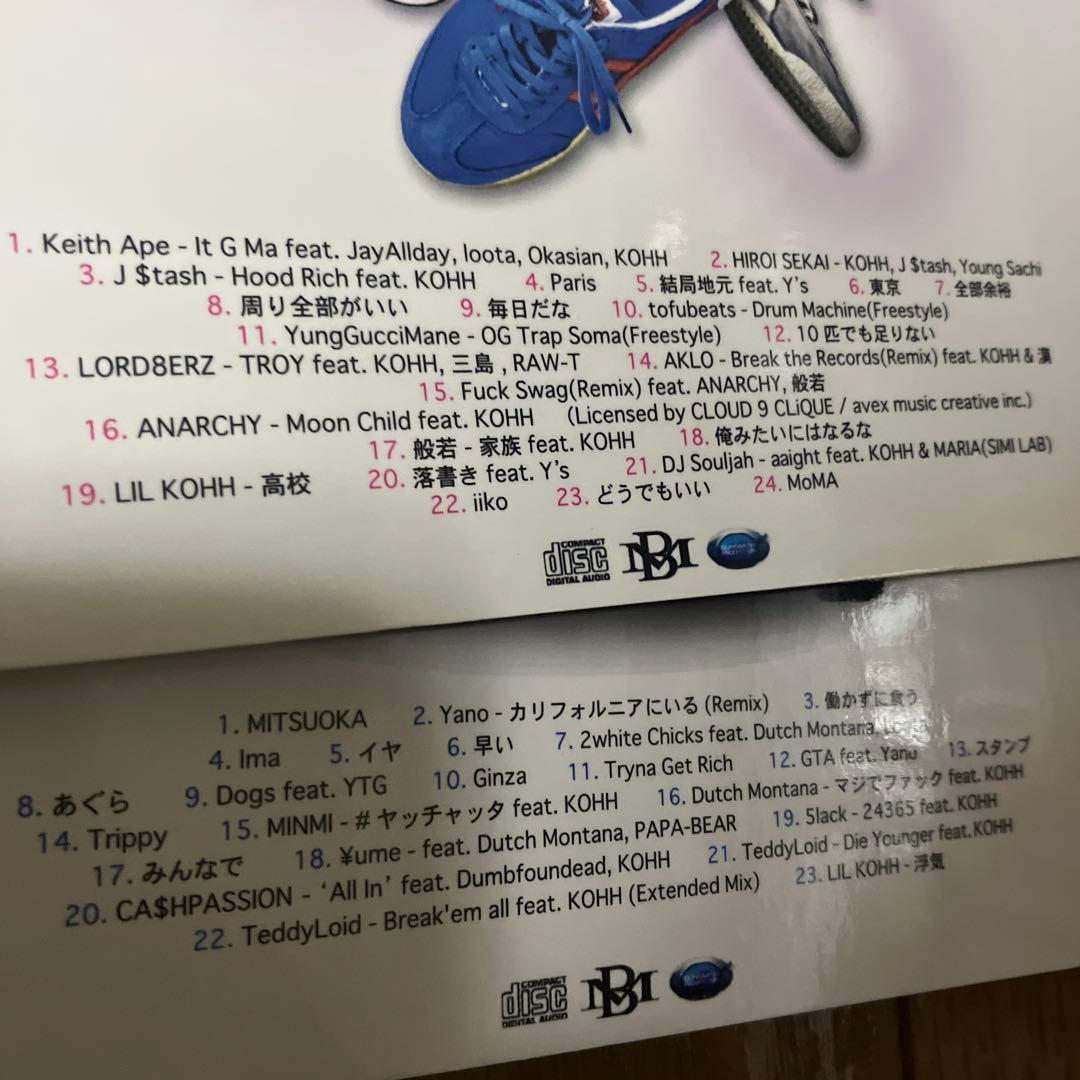 1. Keith Ape - It G Ma feat. JayAllday, loota, Okasian, KOHH 2. HIROI SEKAI - KOHH, J $tash, Young Sachi
3. J $tash - Hood Rich feat. KOHH 4. Paris 5. 結局地元 feat. Y's 6. 東京 7. 全部余裕
8. 周り全部がいい 9. 毎日だな 10. tofubeats - Drum Machine(Freestyle)
11. YungGucciMane - OG Trap Soma(Freestyle) 12. 10匹でも足りない
13. LORD8ERZ - TROY feat. KOHH, 三島 , RAW-T 14. AKLO - Break the Records(Remix) feat. KOHH & 漢
15. Fuck Swag(Remix) feat. ANARCHY, 般若
16. ANARCHY - Moon Child feat. KOHH (Licensed by CLOUD 9 CLiQUE / avex music creative inc.)
17. 般若 - 家族 feat. KOHH 18. 俺みたいにはなるな
19. LIL KOHH - 高校 20. 落書き feat. Y's 21. DJ Souljah - aaight feat. KOHH & MARIA(SIMI LAB)
22. iiko 23. どうでもいい 24. MoMA
COMPACT disc DIGITAL AUDIO
1. MITSUOKA 2. Yano - カリフォルニアにいる (Remix) 3. 働かずに食う
4. Ima 5. イヤ 6. 早い 7. 2white Chicks feat. Dutch Montana,
8. あぐら 9. Dogs feat. YTG 10. Ginza 11. Tryna Get Rich 12. GTA feat. Yano 13. スタンプ
14. Trippy 15. MINMI - #ヤッチャッタ feat. KOHH 16. Dutch Montana - マジでファック feat. KOHH
17. みんなで 18. ¥ume - feat. Dutch Montana, PAPA-BEAR 19. 5lack - 24365 feat. KOHH
20. CA$HPASSION - 'All In' feat. Dumbfoundead, KOHH 21. TeddyLoid - Die Younger feat. KOHH
22. TeddyLoid - Break'em all feat. KOHH (Extended Mix) 23. LIL KOHH - 浮気
COMPACT disc DIGITAL AUDIO